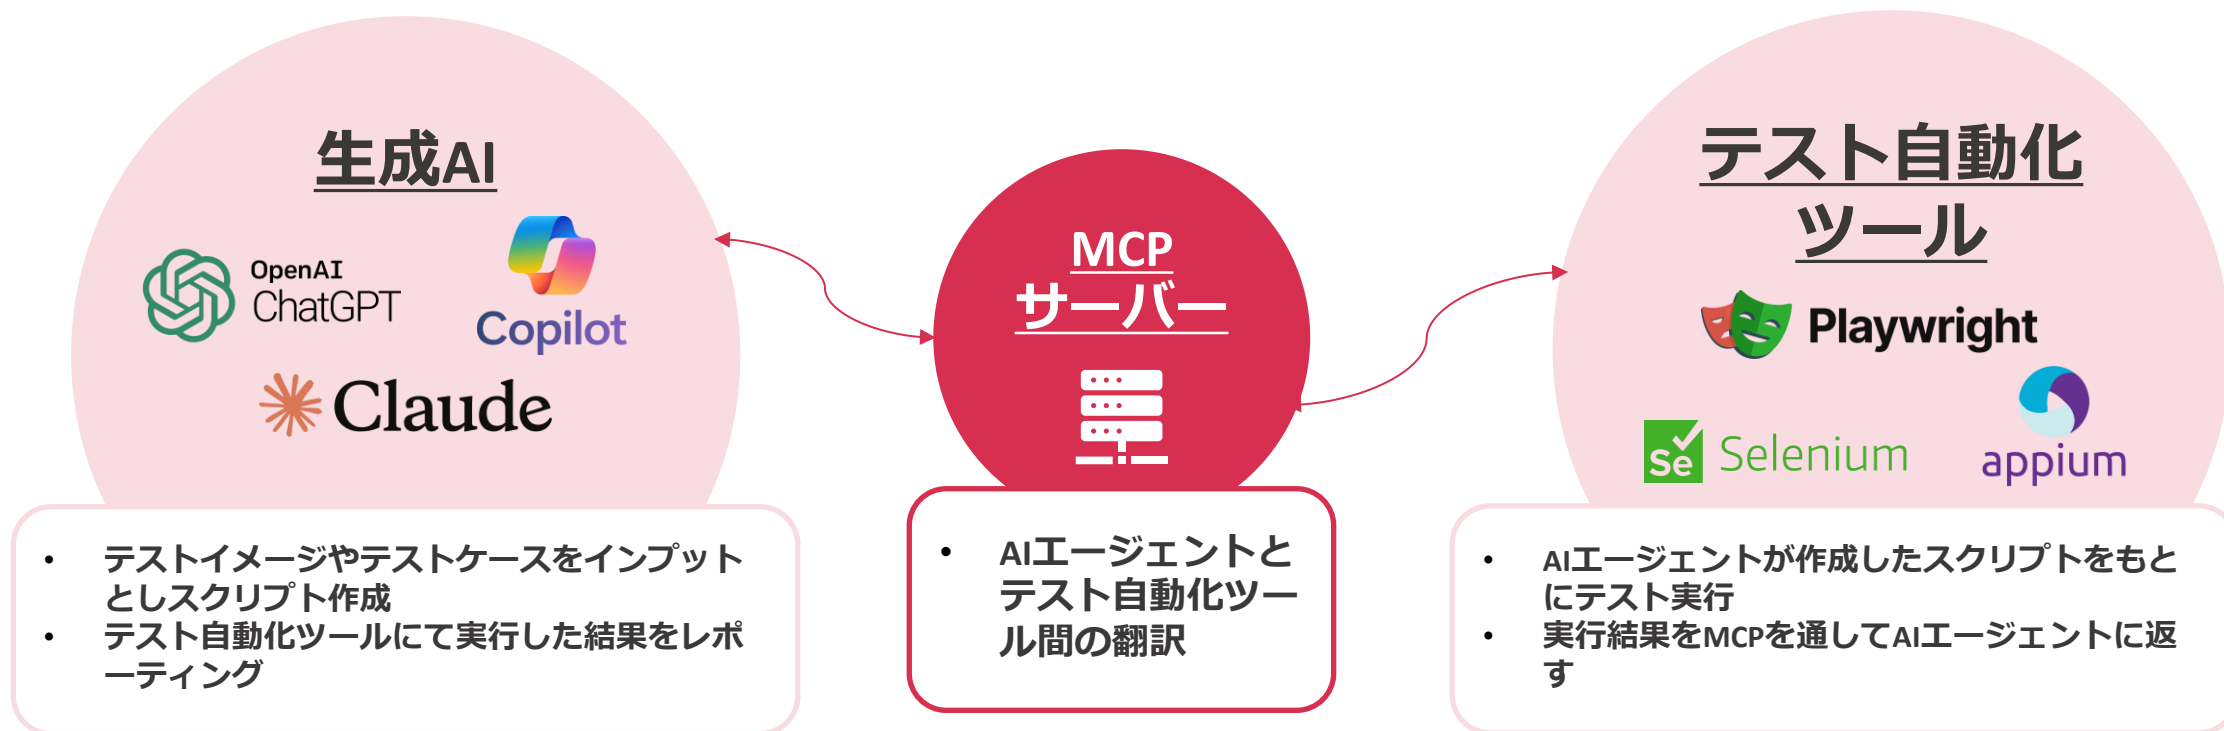 生成AI
OpenAI
ChatGPT
Copilot
Claude
• テストイメージやテストケースをインプット
としスクリプト作成
• テスト自動化ツールにて実行した結果をレポ
ーティング
MCP
サーバー
• AIエージェントと
テスト自動化ツー
ル間の翻訳
テスト自動化
ツール
Playwright
Se Selenium
appium
• AIエージェントが作成したスクリプトをもと
にテスト実行
• 実行結果をMCPを通してAIエージェントに返
す